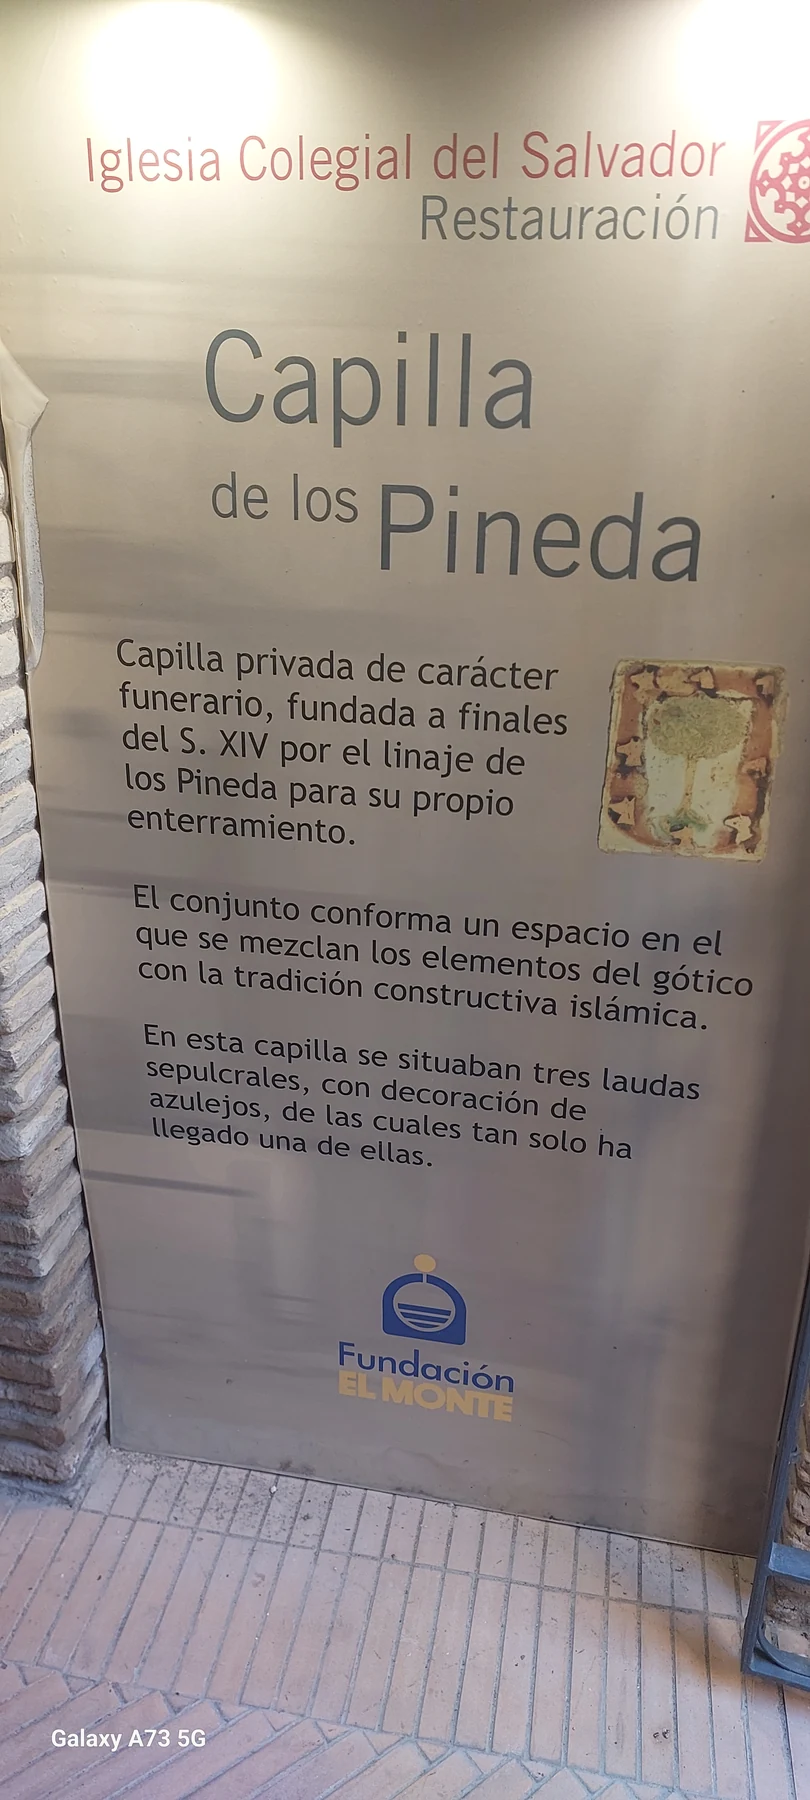 Iglesia Colegial del Salvador
Restauración
Capilla
de los Pineda
Capilla privada de carácter
funerario, fundada a finales
del S. XIV por el linaje de
los Pineda para su propio
enterramiento.
El conjunto conforma un espacio en el
que se mezclan los elementos del gótico
con la tradición constructiva islámica.
En esta capilla se situaban tres laudas
sepulcrales, con decoración de
azulejos, de las cuales tan solo ha
llegado una de ellas.
Fundación
EL MONTE
Galaxy A73 5G